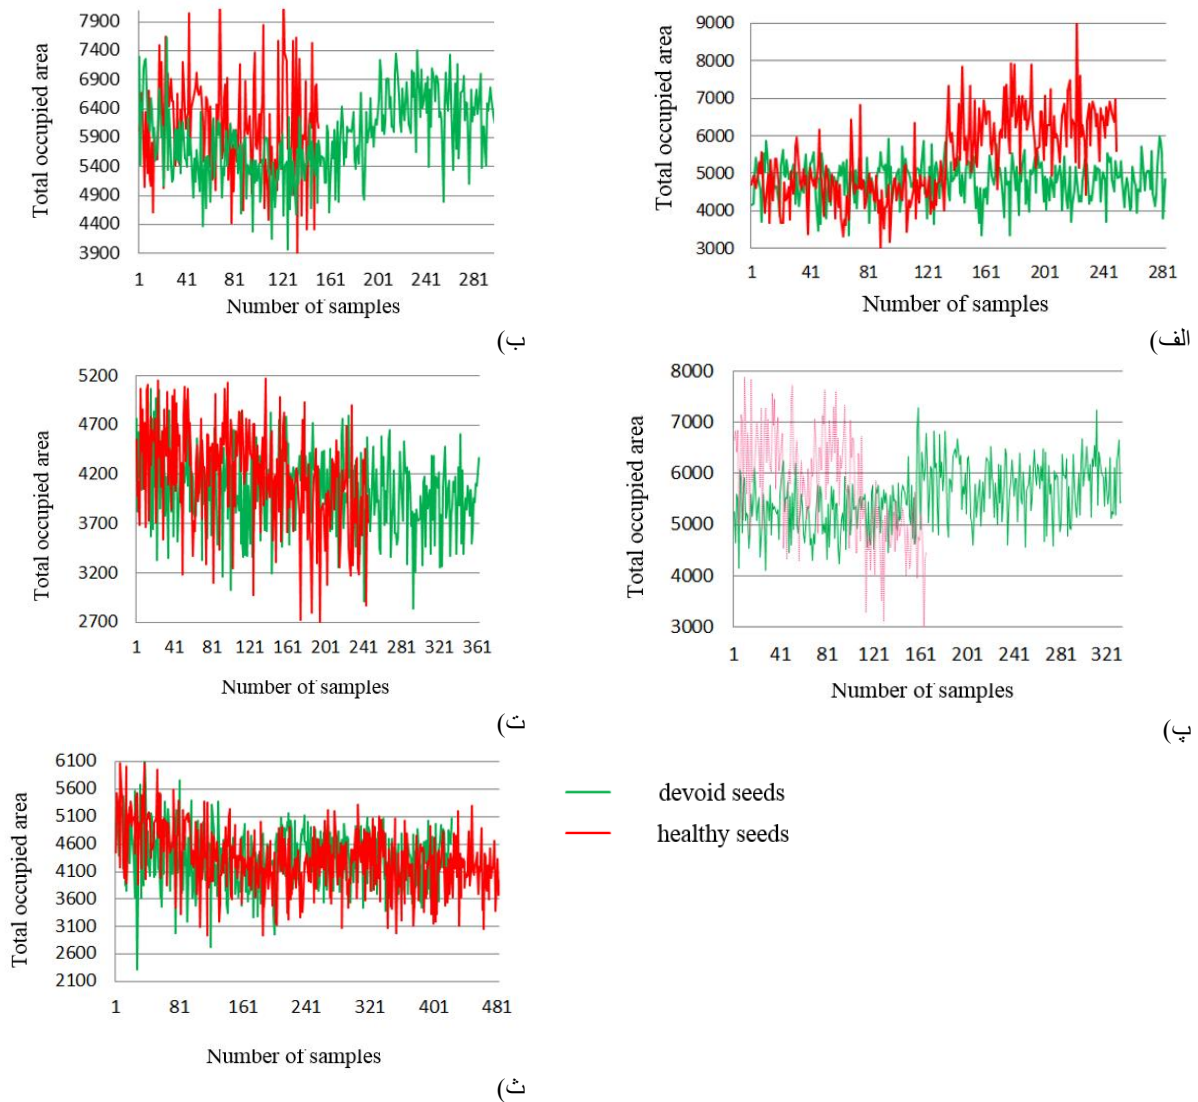 7900
7400
6900
6400
5900
5400
4900
4400
3900
Total occupied area
1 41 81 121 161 201 241 281
Number of samples
ب)
9000
8000
7000
6000
5000
4000
3000
Total occupied area
1 41 81 121 161 201 241 281
Number of samples
الف)
5200
4700
4200
3700
3200
2700
Total occupied area
1 41 81 121 161 201 241 281 321 361
Number of samples
ت)
8000
7000
6000
5000
4000
3000
Total occupied area
1 41 81 121 161 201 241 281 321
Number of samples
پ)
6100
5600
5100
4600
4100
3600
3100
2600
2100
Total occupied area
1 81 161 241 321 401 481
Number of samples
ث)
devoid seeds
healthy seeds